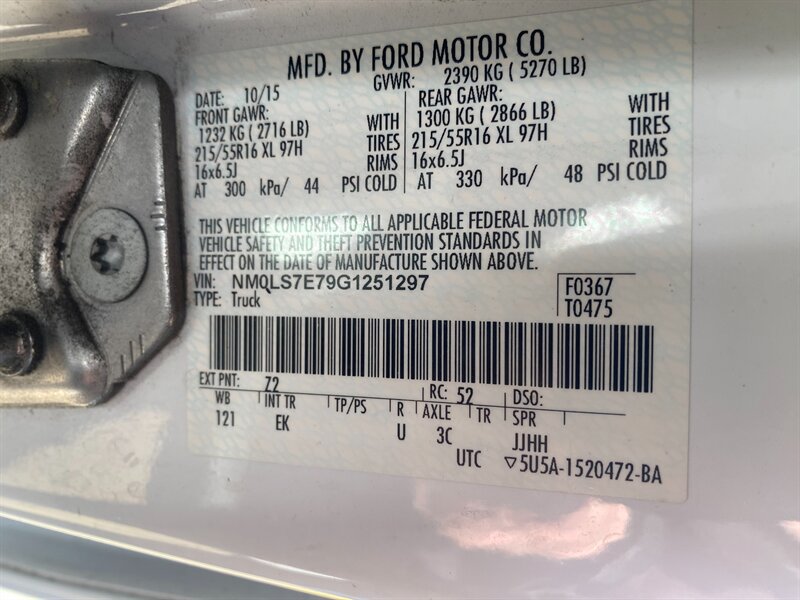 MFD. BY FORD MOTOR CO.
DATE: 10/15 GVWR: 2390 KG ( 5270 LB)
FRONT GAWR: REAR GAWR:
1232 KG ( 2716 LB) WITH 1300 KG ( 2866 LB) WITH
215/55R16 XL 97H TIRES 215/55R16 XL 97H TIRES
16x6.5J RIMS 16x6.5J RIMS
AT 300 kPa/ 44 PSI COLD AT 330 kPa/ 48 PSI COLD
THIS VEHICLE CONFORMS TO ALL APPLICABLE FEDERAL MOTOR
VEHICLE SAFETY AND THEFT PREVENTION STANDARDS IN
EFFECT ON THE DATE OF MANUFACTURE SHOWN ABOVE.
VIN: NM0LS7E79G1251297 F0367
TYPE: Truck T0475
EXT PNT: Z2 RC: 52 DSO:
WB INT TR TP/PS R AXLE TR SPR
121 EK U 3C JJHH
UTC ▽5U5A-1520472-BA